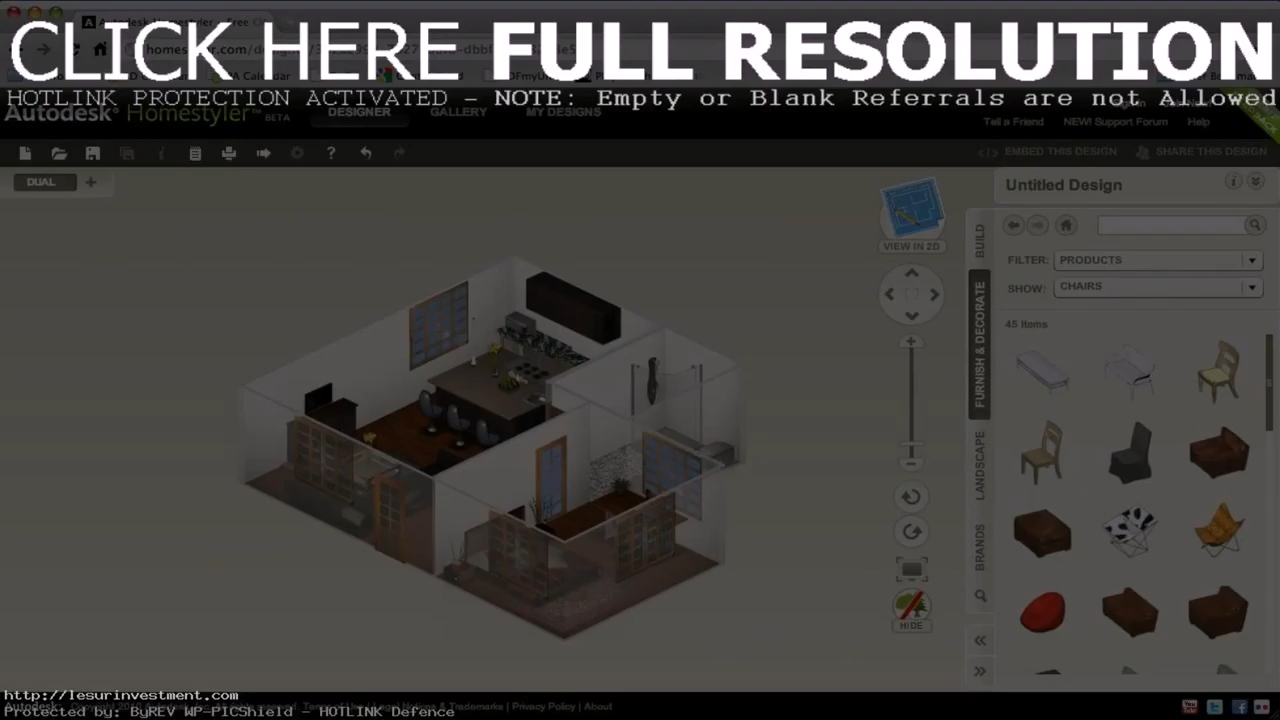 CLICK HERE FULL RESOLUTION
HOTLINK PROTECTION ACTIVATED – NOTE: Empty or Blank Referrals are not Allowed
Autodesk® Homestyler™ BETA
DESIGNER GALLERY MY DESIGNS
Tell a Friend NEW! Support Forum Help
? EMBED THIS DESIGN SHARE THIS DESIGN
DUAL +
Untitled Design
VIEW IN 2D
BUILD
FILTER: PRODUCTS
SHOW: CHAIRS
FURNISH & DECORATE
45 Items
LANDSCAPE
BRANDS
HIDE
http://lesurinvestment.com
& Trademarks | Privacy Policy | About
Protected by: ByREV WP-PICShield – HOTLINK Defence